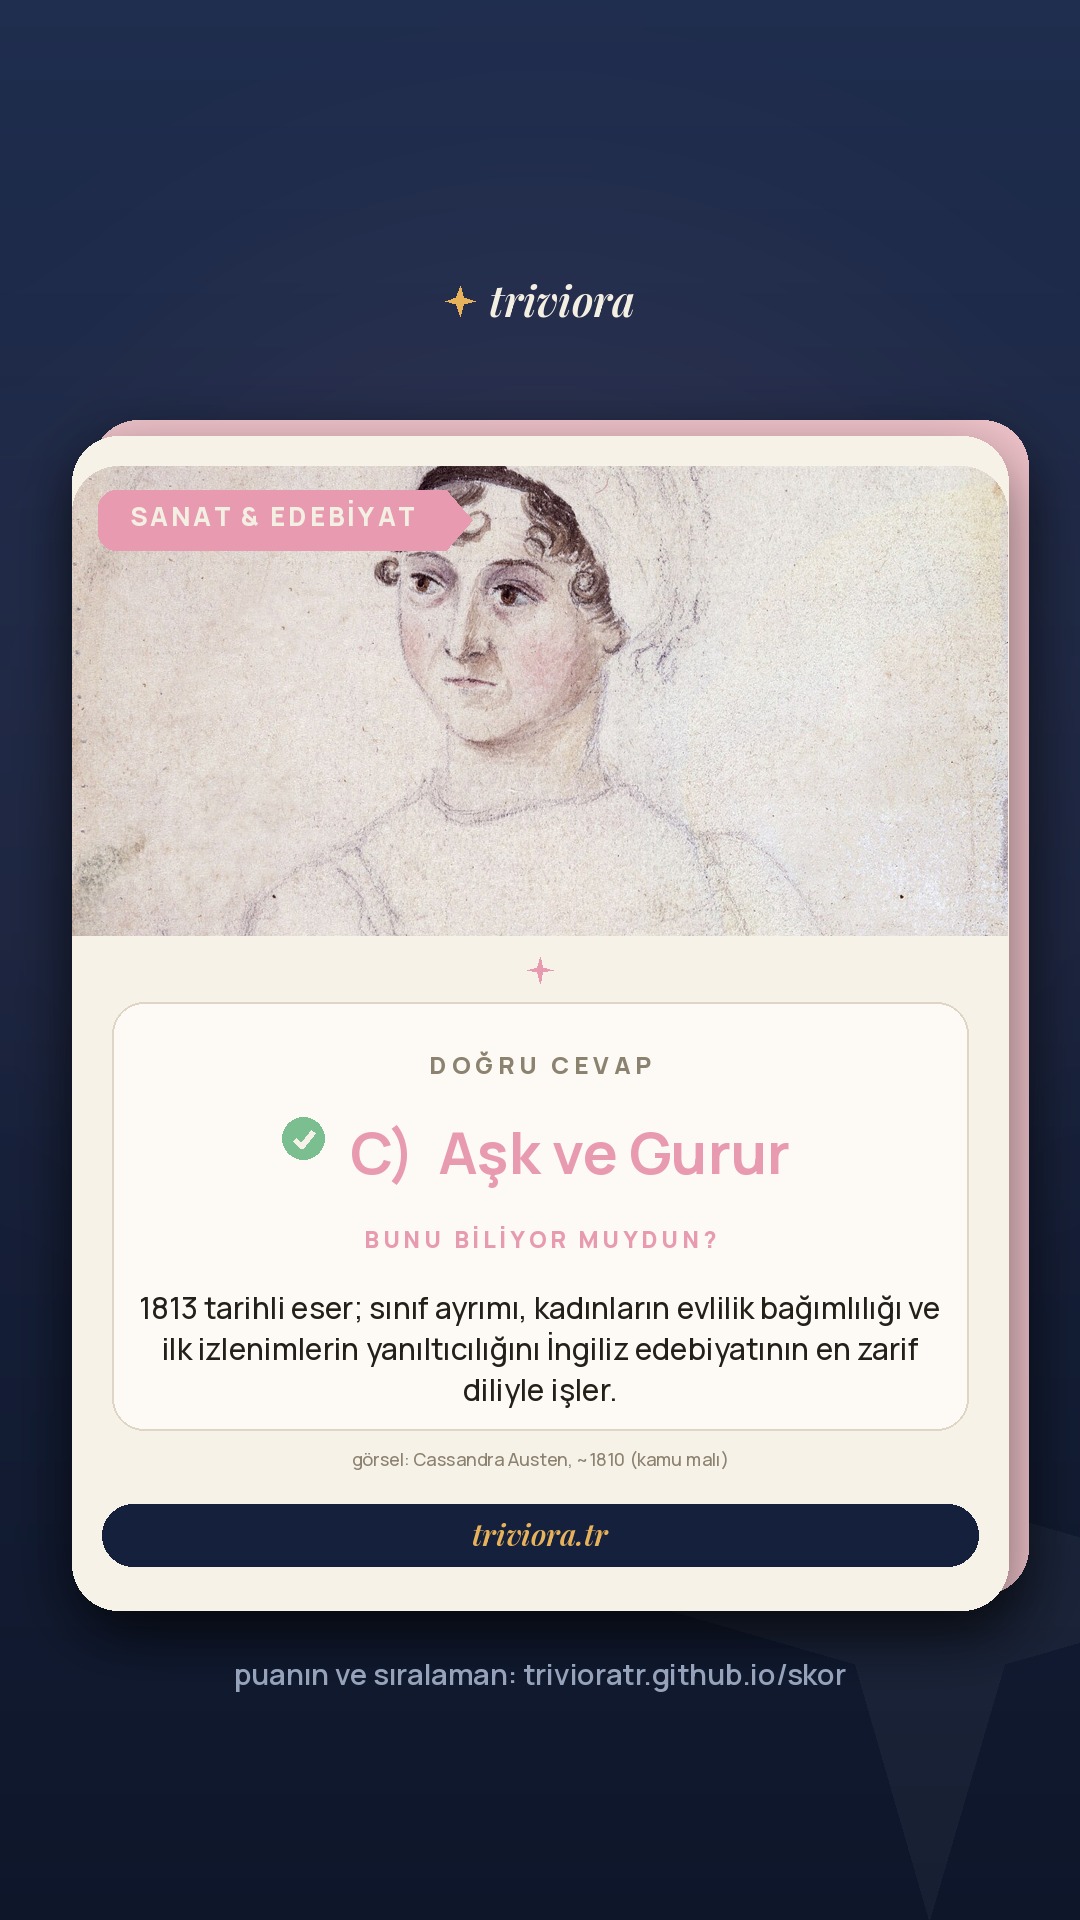 triviora
SANAT & EDEBİYAT
DOĞRU CEVAP
C) Aşk ve Gurur
BUNU BİLİYOR MUYDUN?
1813 tarihli eser; sınıf ayrımı, kadınların evlilik bağımlılığı ve
ilk izlenimlerin yanıltıcılığını İngiliz edebiyatının en zarif
diliyle işler.
görsel: Cassandra Austen, ~1810 (kamu malı)
triviora.tr
puanın ve sıralaman: trivioratr.github.io/skor